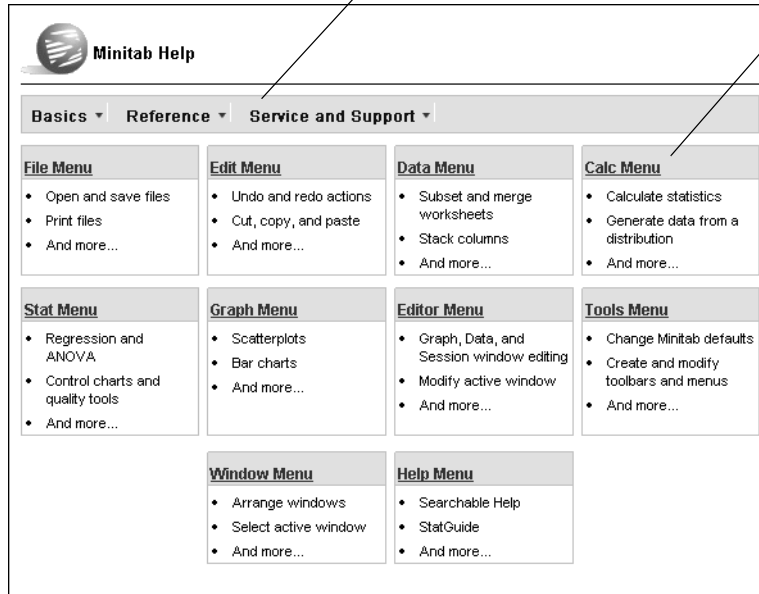 Minitab Help
Basics Reference Service and Support
File Menu
• Open and save files
• Print files
• And more...
Edit Menu
• Undo and redo actions
• Cut, copy, and paste
• And more...
Data Menu
• Subset and merge
worksheets
• Stack columns
• And more...
Calc Menu
• Calculate statistics
• Generate data from a
distribution
• And more...
Stat Menu
• Regression and
ANOVA
• Control charts and
quality tools
• And more...
Graph Menu
• Scatterplots
• Bar charts
• And more...
Editor Menu
• Graph, Data, and
Session window editing
• Modify active window
• And more...
Tools Menu
• Change Minitab defaults
• Create and modify
toolbars and menus
• And more...
Window Menu
• Arrange windows
• Select active window
• And more...
Help Menu
• Searchable Help
• StatGuide
• And more...